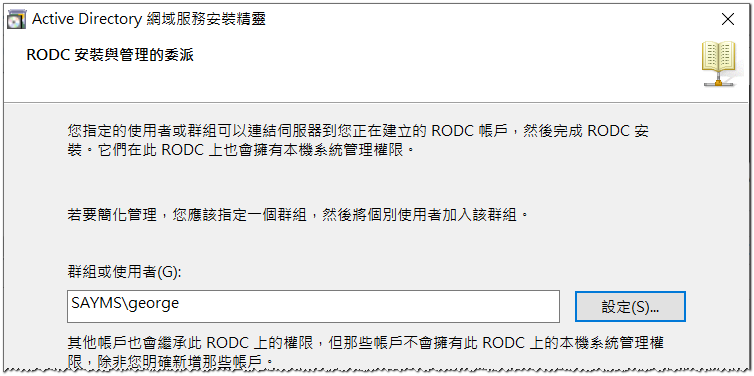 Active Directory 網域服務安裝精靈
RODC 安裝與管理的委派
您指定的使用者或群組可以連結伺服器到您正在建立的 RODC 帳戶，然後完成 RODC 安
裝。它們在此 RODC 上也會擁有本機系統管理權限。
若要簡化管理，您應該指定一個群組，然後將個別使用者加入該群組。
群組或使用者(G):
SAYMS\george
設定(S)...
其他帳戶也會繼承此 RODC 上的權限，但那些帳戶不會擁有此 RODC 上的本機系統管理權
限，除非您明確新增那些帳戶。